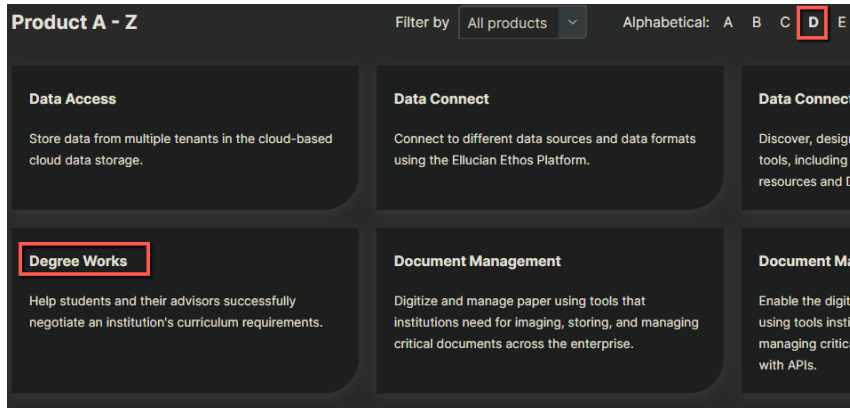 Product A - Z
Filter by All products Alphabetical: A B C D E
Data Access
Store data from multiple tenants in the cloud-based
cloud data storage.
Data Connect
Connect to different data sources and data formats
using the Ellucian Ethos Platform.
Data Connect
Discover, desig
tools, including
resources and D
Degree Works
Help students and their advisors successfully
negotiate an institution's curriculum requirements.
Document Management
Digitize and manage paper using tools that
institutions need for imaging, storing, and managing
critical documents across the enterprise.
Document Ma
Enable the digit
using tools insti
managing critica
with APIs.